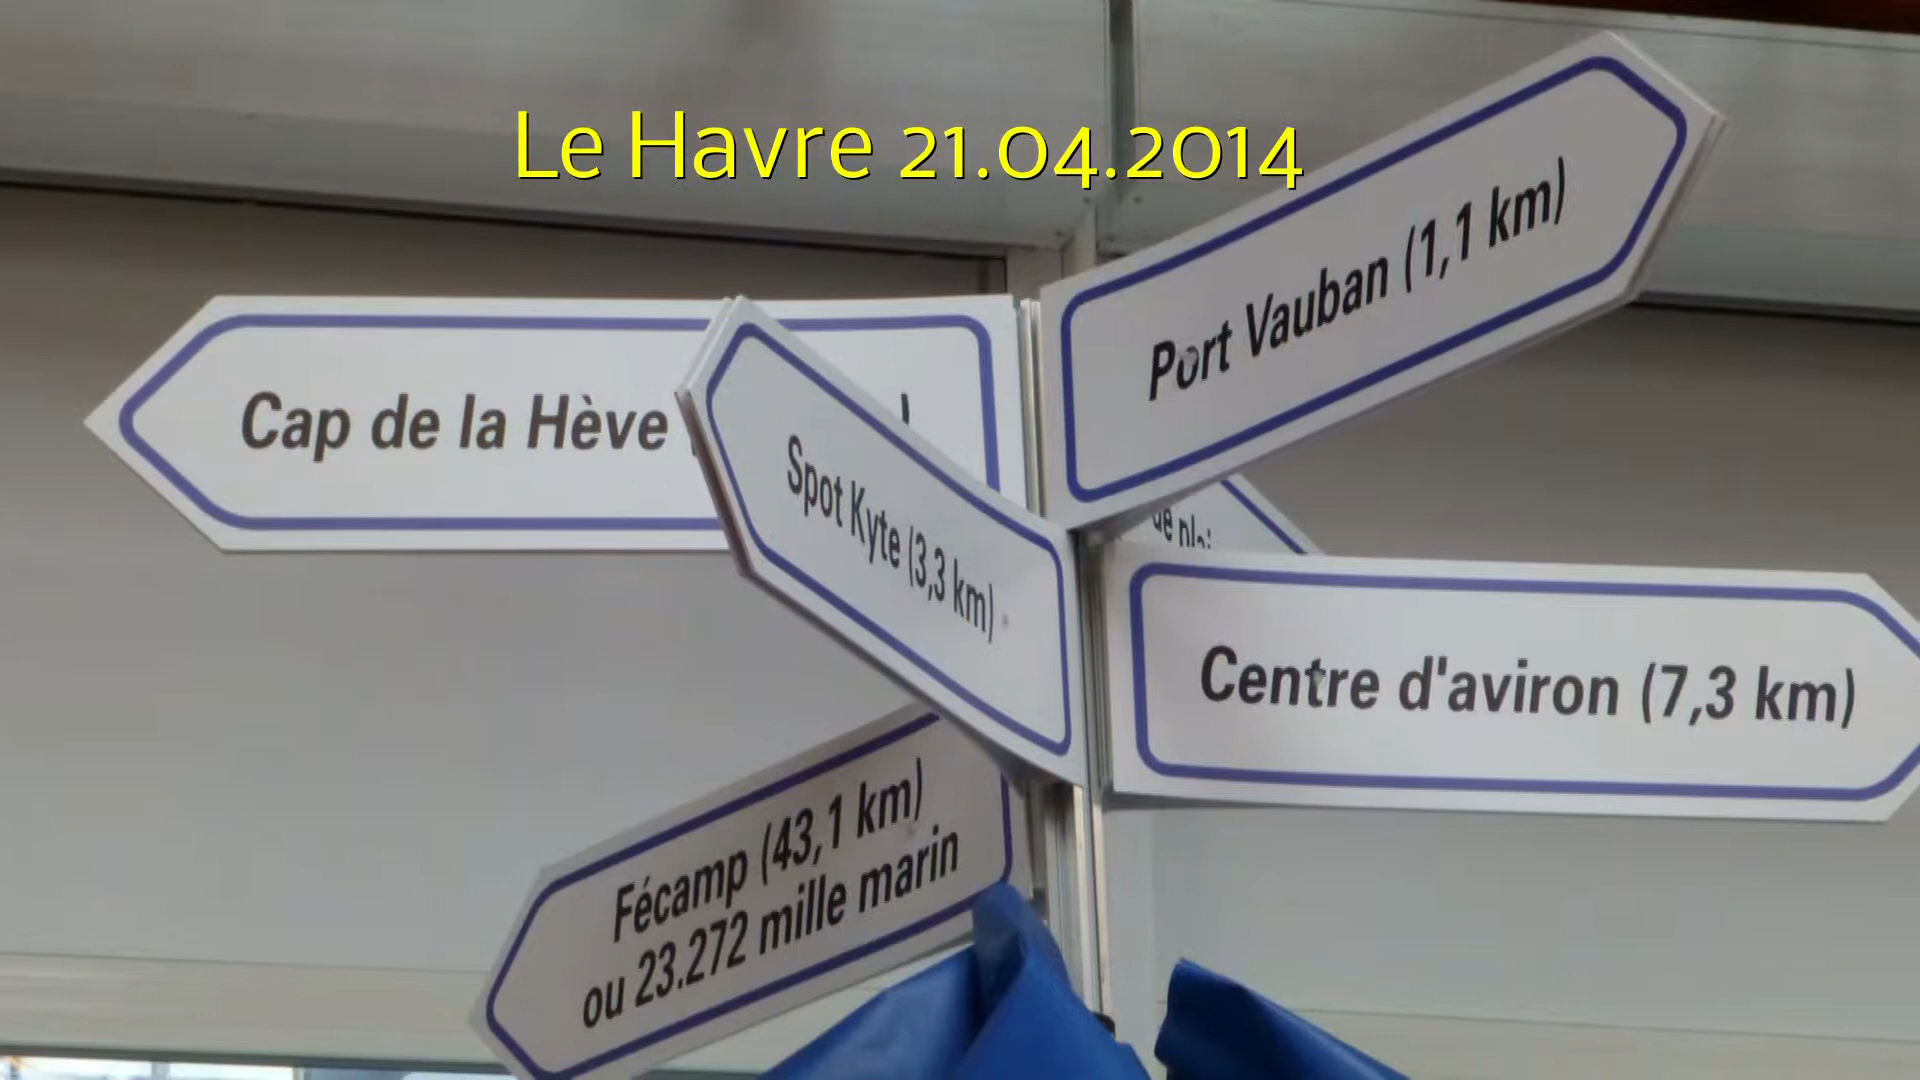 Le Havre 21.04.2014
Port Vauban (1,1 km)
Cap de la Hève
Spot Kyte (3,3 km)
de
Centre d'aviron (7,3 km)
Fécamp (43,1 km)
ou 23.272 mille marin